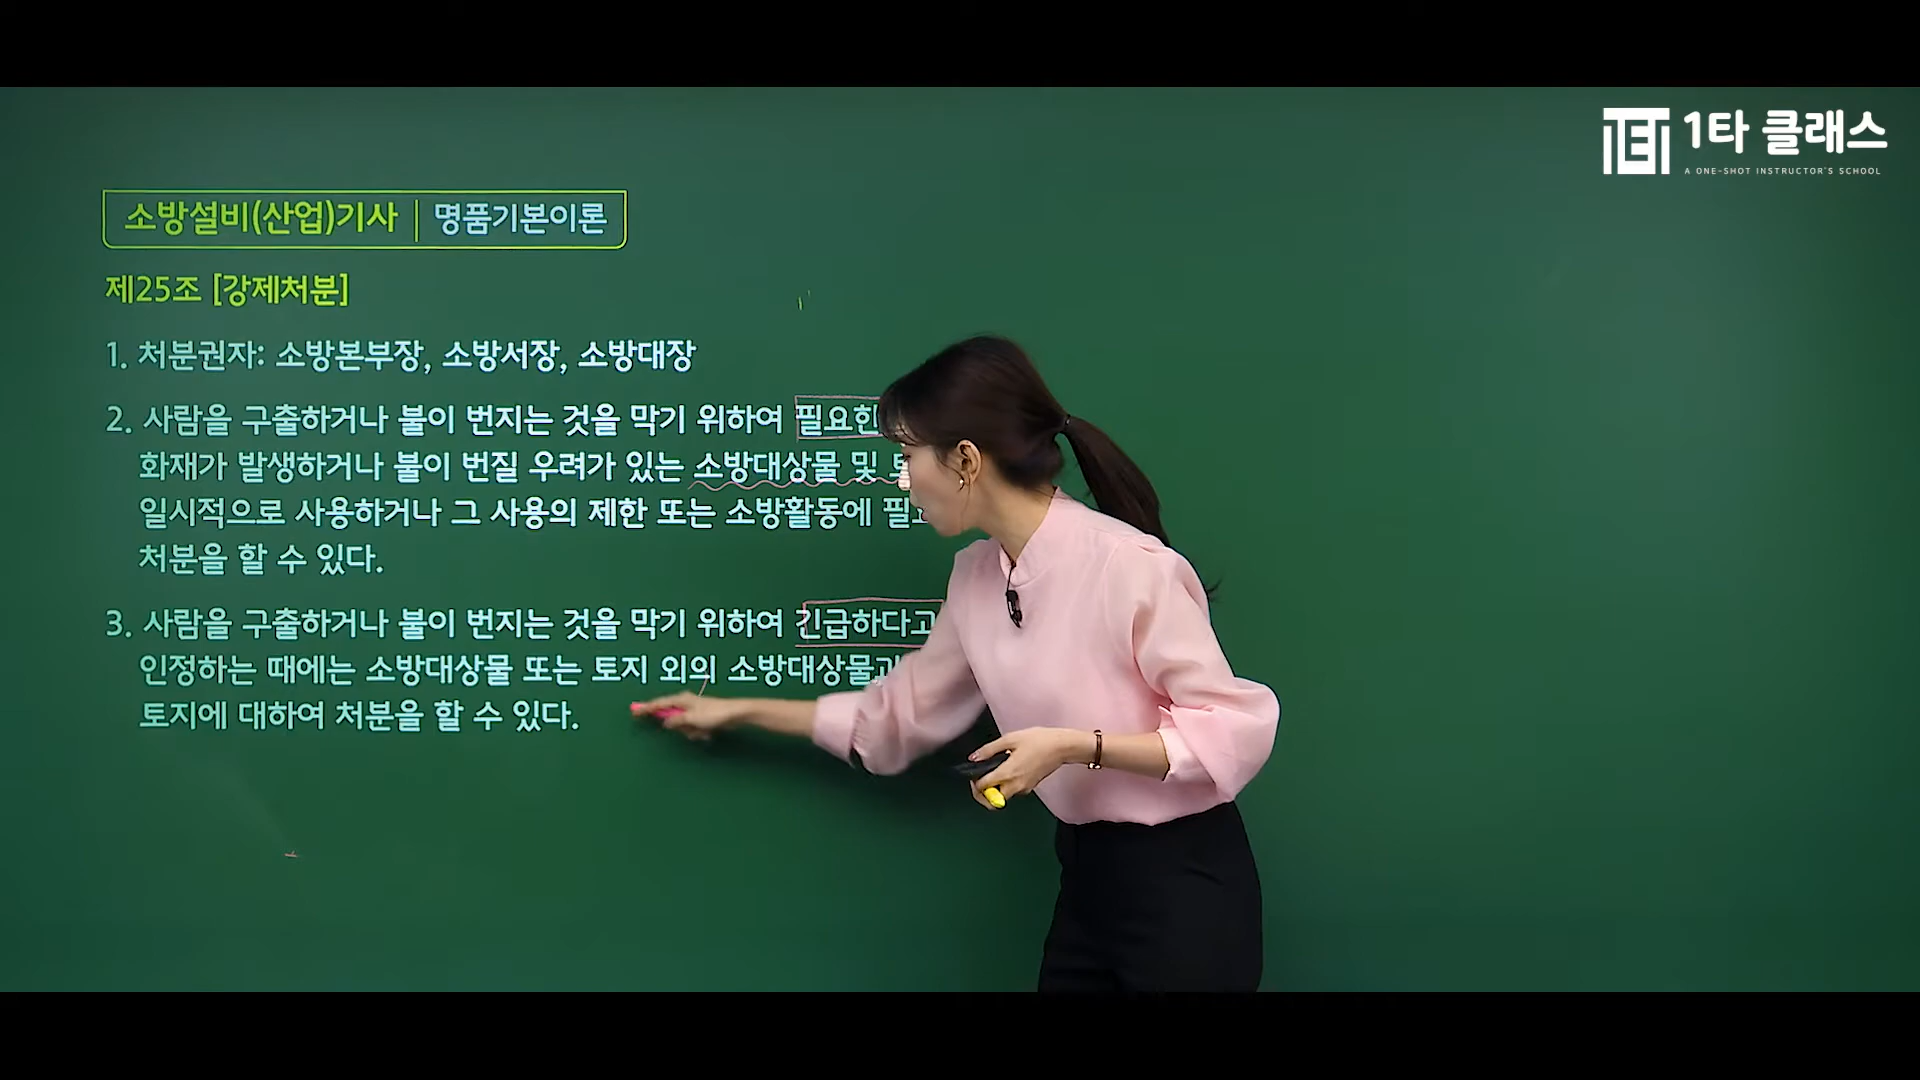 1타 클래스
A ONE-SHOT INSTRUCTOR'S SCHOOL
소방설비(산업)기사 | 명품기본이론
제25조 [강제처분]
1. 처분권자: 소방본부장, 소방서장, 소방대장
2. 사람을 구출하거나 불이 번지는 것을 막기 위하여 필요한
화재가 발생하거나 불이 번질 우려가 있는 소방대상물 및
일시적으로 사용하거나 그 사용의 제한 또는 소방활동에
처분을 할 수 있다.
3. 사람을 구출하거나 불이 번지는 것을 막기 위하여 긴급하다고
인정하는 때에는 소방대상물 또는 토지 외의 소방대상물과
토지에 대하여 처분을 할 수 있다.